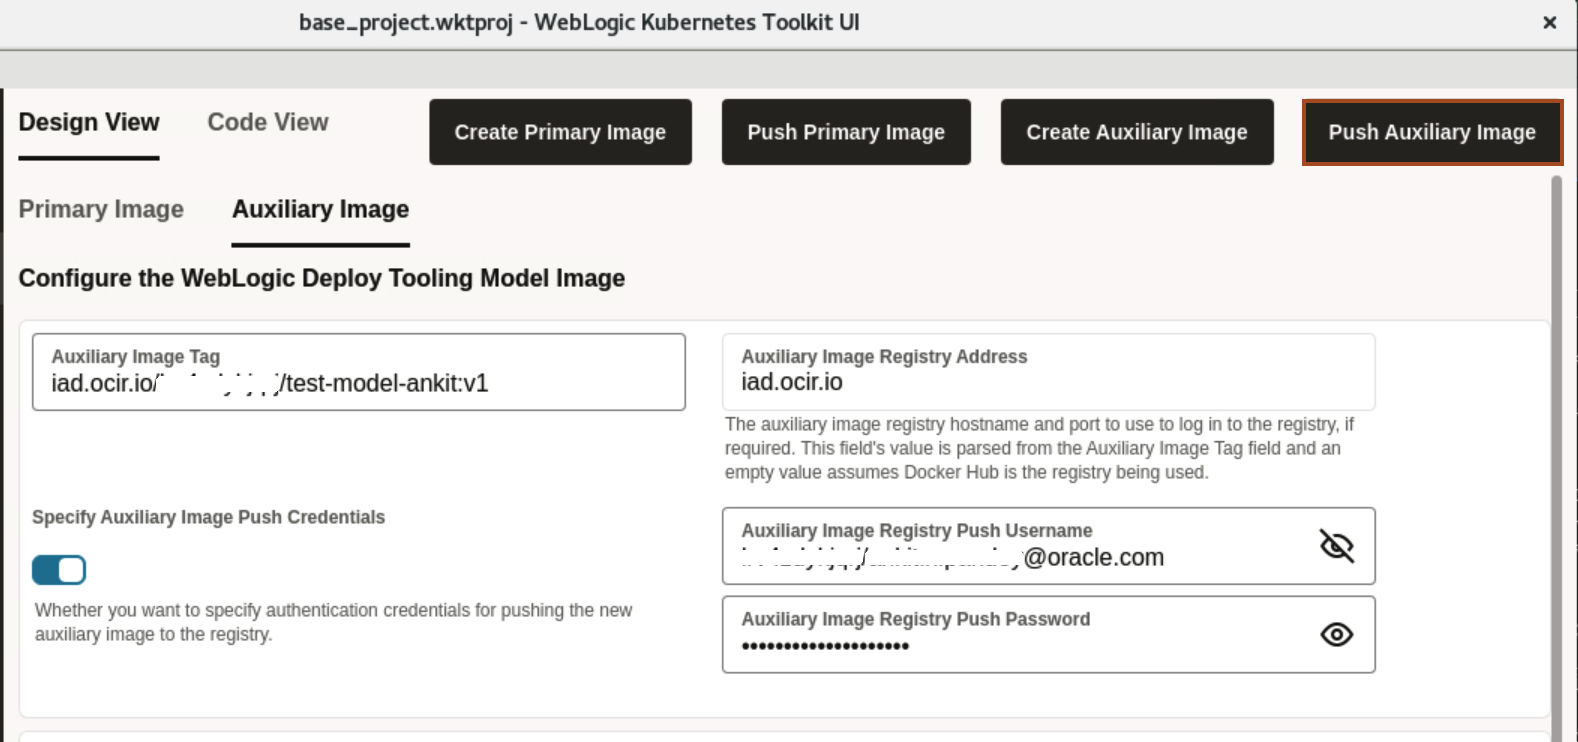 base_project.wktproj - WebLogic Kubernetes Toolkit UI
Design View Code View Create Primary Image Push Primary Image Create Auxiliary Image Push Auxiliary Image
Primary Image Auxiliary Image
Configure the WebLogic Deploy Tooling Model Image
Auxiliary Image Tag
iad.ocir.io/ /test-model-ankit:v1
Auxiliary Image Registry Address
iad.ocir.io
The auxiliary image registry hostname and port to use to log in to the registry, if
required. This field's value is parsed from the Auxiliary Image Tag field and an
empty value assumes Docker Hub is the registry being used.
Specify Auxiliary Image Push Credentials
Whether you want to specify authentication credentials for pushing the new
auxiliary image to the registry.
Auxiliary Image Registry Push Username
@oracle.com
Auxiliary Image Registry Push Password
••••••••••••••••••••